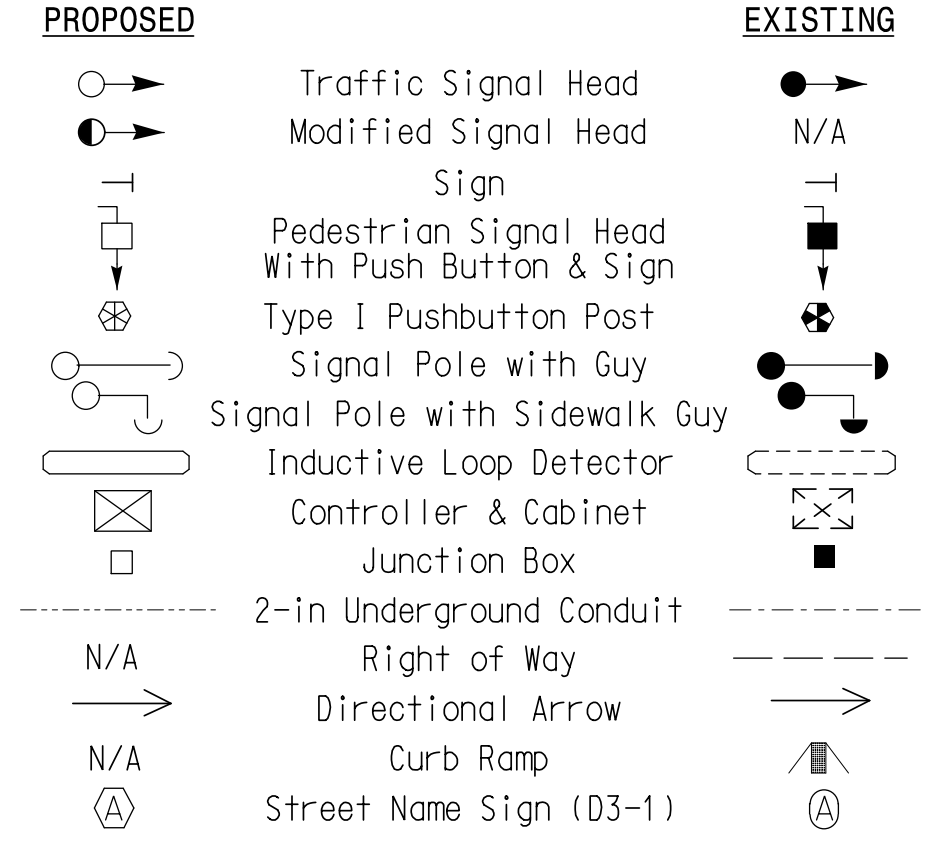 PROPOSED EXISTING
Traffic Signal Head
Modified Signal Head N/A
Sign
Pedestrian Signal Head
With Push Button & Sign
Type I Pushbutton Post
Signal Pole with Guy
Signal Pole with Sidewalk Guy
Inductive Loop Detector
Controller & Cabinet
Junction Box
2-in Underground Conduit
N/A Right of Way
Directional Arrow
N/A Curb Ramp
A Street Name Sign (D3-1) A